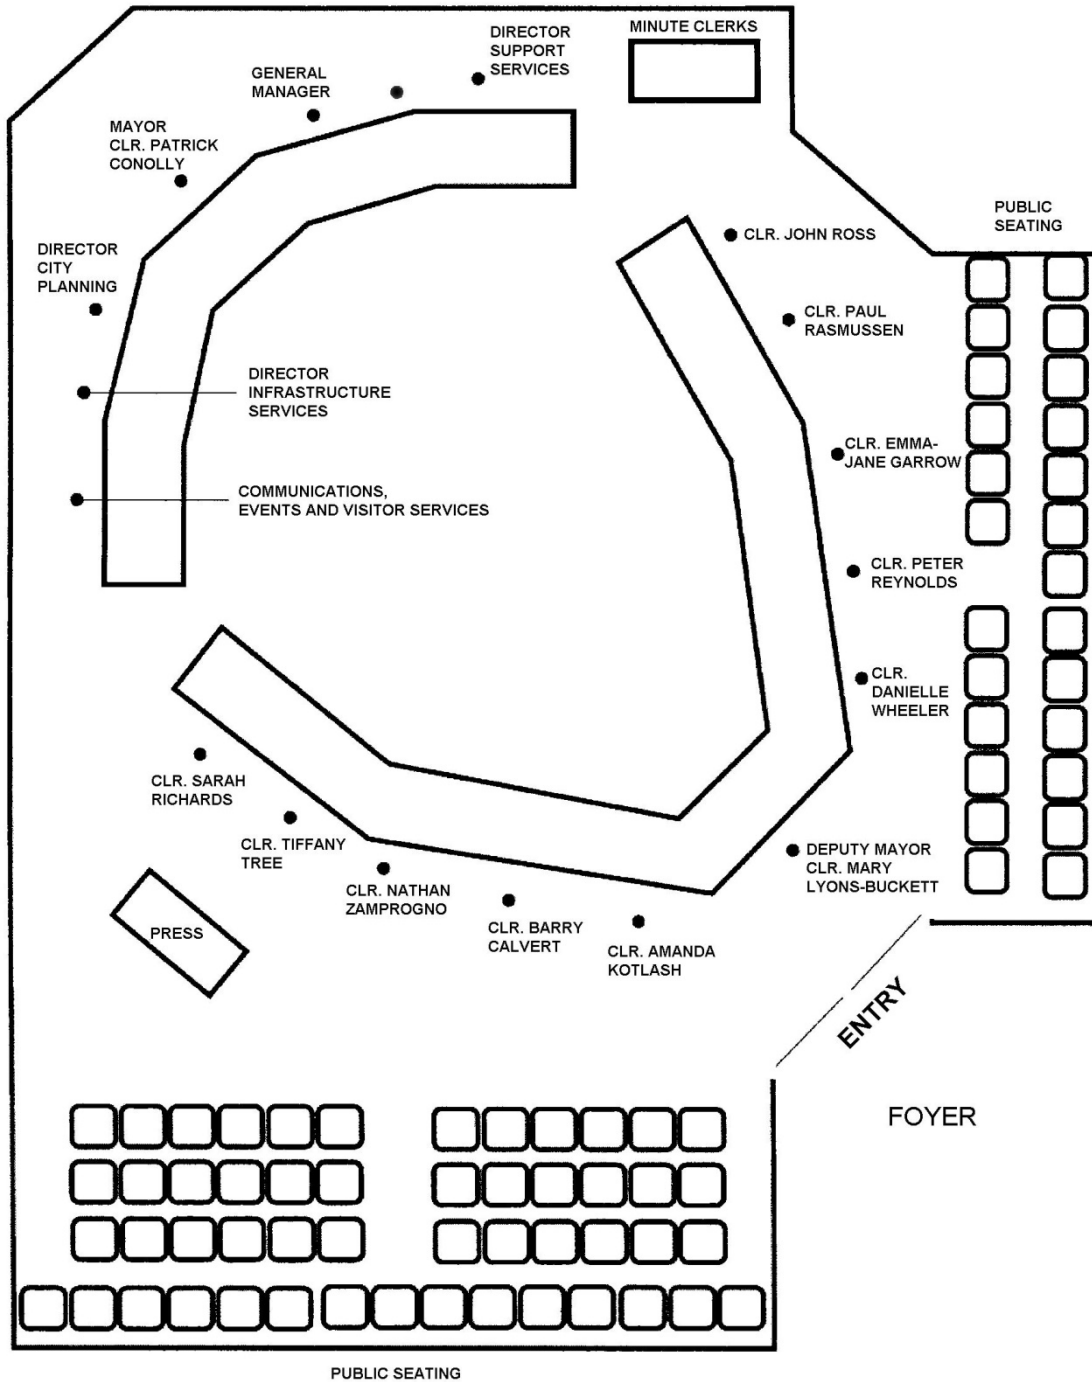 MINUTE CLERKS
DIRECTOR
SUPPORT
SERVICES
GENERAL
MANAGER
MAYOR
CLR. PATRICK
CONOLLY
DIRECTOR
CITY
PLANNING
DIRECTOR
INFRASTRUCTURE
SERVICES
COMMUNICATIONS,
EVENTS AND VISITOR SERVICES
PUBLIC
SEATING
CLR. JOHN ROSS
CLR. PAUL
RASMUSSEN
CLR. EMMA-
JANE GARROW
CLR. PETER
REYNOLDS
CLR.
DANIELLE
WHEELER
DEPUTY MAYOR
CLR. MARY
LYONS-BUCKETT
CLR. SARAH
RICHARDS
CLR. TIFFANY
TREE
CLR. NATHAN
ZAMPROGNO
CLR. BARRY
CALVERT
CLR. AMANDA
KOTLASH
PRESS
ENTRY
FOYER
PUBLIC SEATING